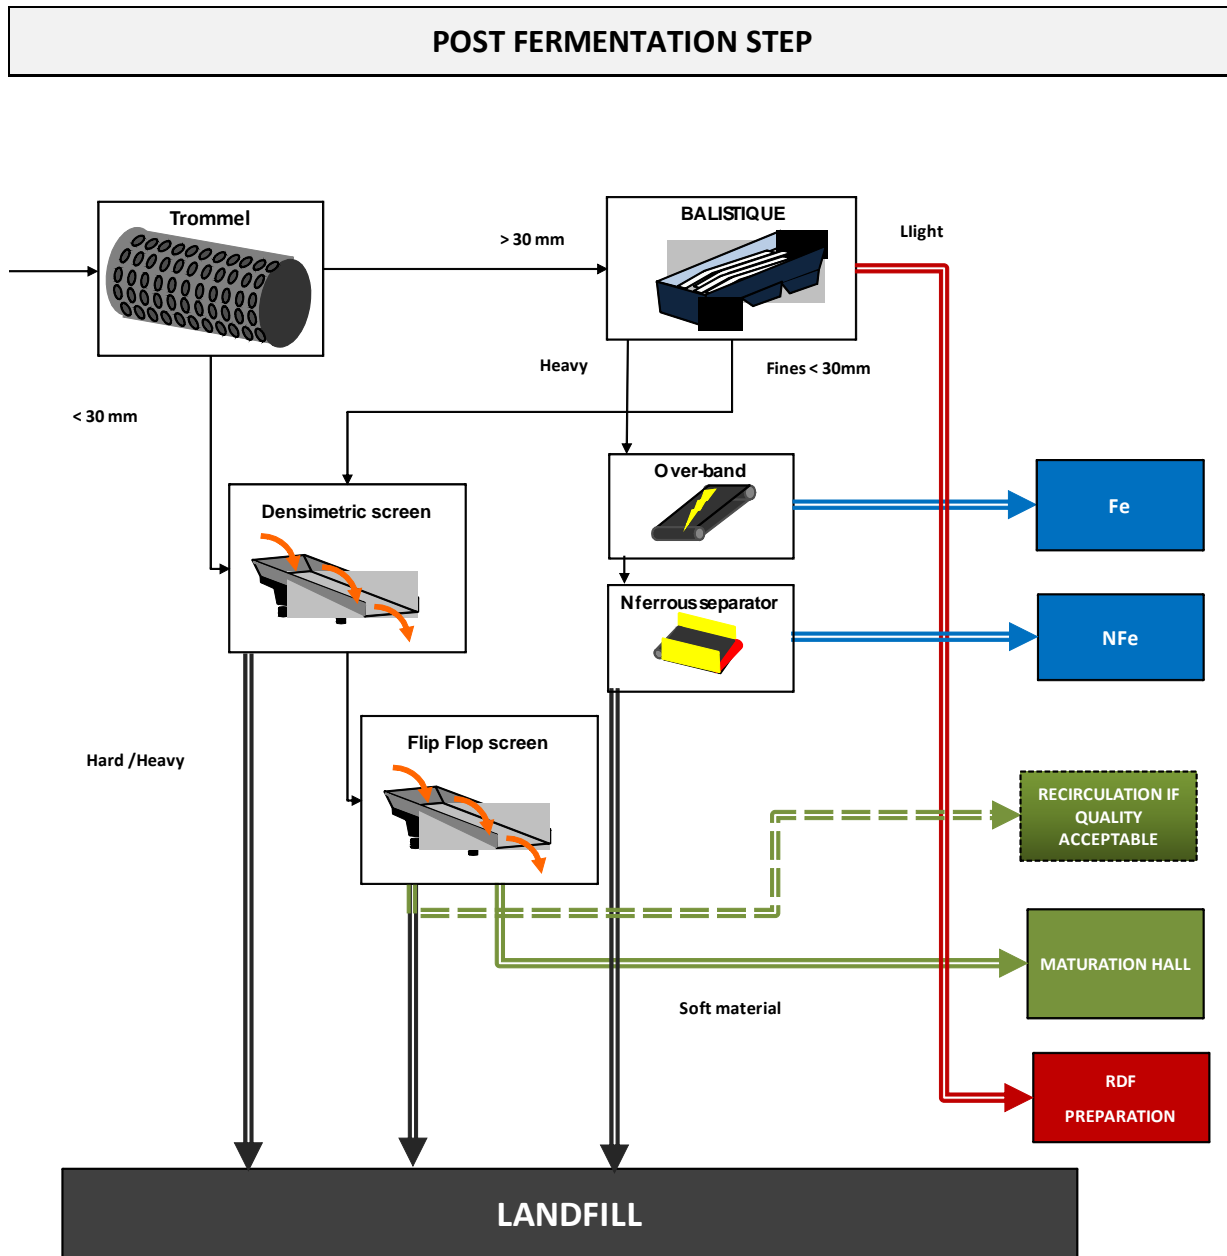 POST FERMENTATION STEP
Trommel
> 30 mm
BALISTIQUE
Llight
Heavy
Fines < 30mm
< 30 mm
Densimetric screen
Over-band
Fe
N ferrous separator
NFe
Hard /Heavy
Flip Flop screen
RECIRCULATION IF
QUALITY
ACCEPTABLE
MATURATION HALL
Soft material
RDF
PREPARATION
LANDFILL